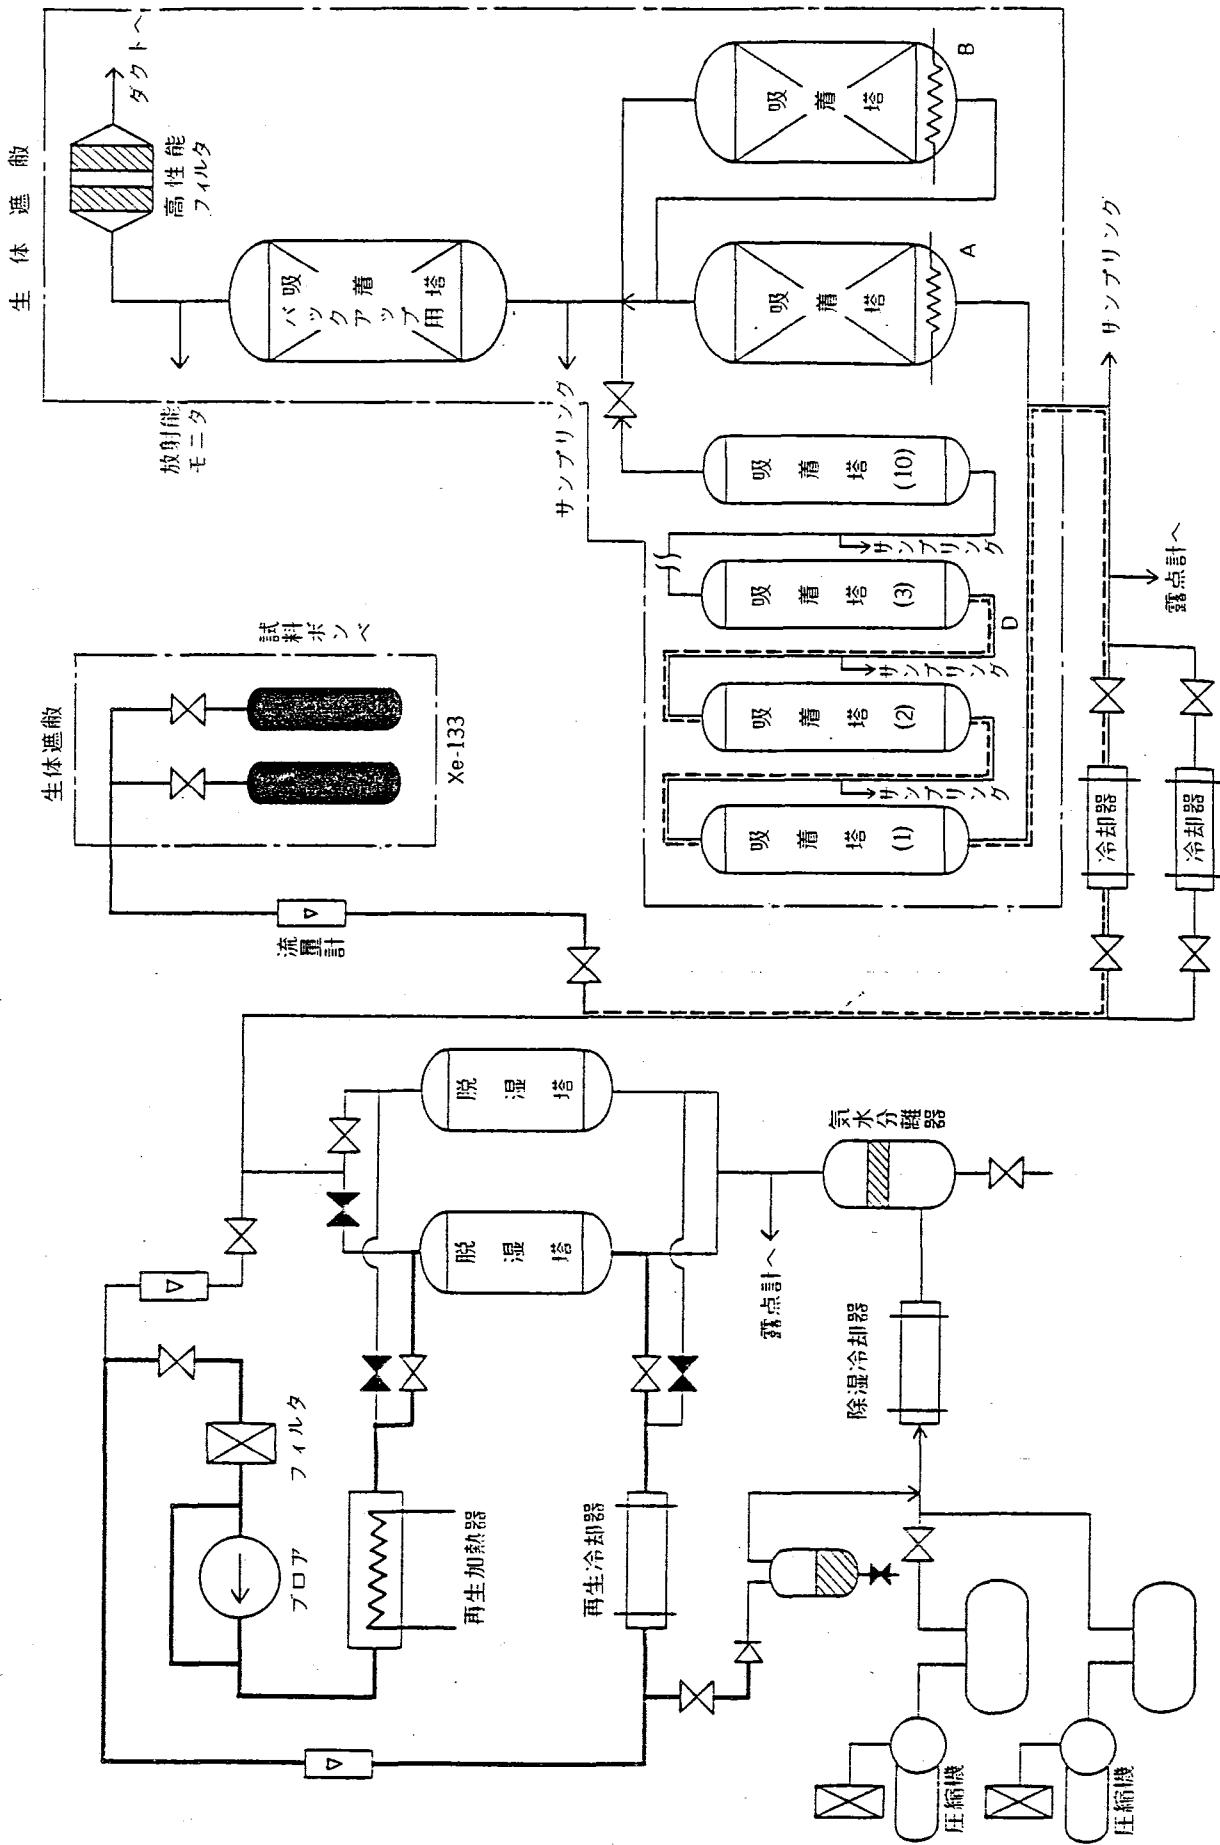 生体遮蔽
ダクトへ
高性能
フィルタ
放射能
モニタ
吸着
バックアップ用塔
サンプリング
吸着塔
B
吸着塔
A
サンプリング
吸着塔(10)
サンプリング
吸着塔(3)
D
サンプリング
吸着塔(2)
サンプリング
吸着塔(1)
露点計へ
冷却器
冷却器
生体遮蔽
試料ボンベ
Xe-133
流量計
脱湿塔
脱湿塔
気水分離器
露点計へ
除湿冷却器
フィルタ
ブロア
再生加熱器
再生冷却器
圧縮機
圧縮機